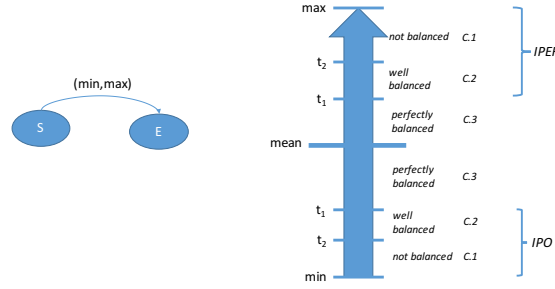 (min,max)
S
E
max
not balanced C.1
t2
well
balanced C.2
t1
perfectly
balanced C.3
mean
perfectly
balanced C.3
t1
well
balanced C.2
t2
not balanced C.1
min
IPO